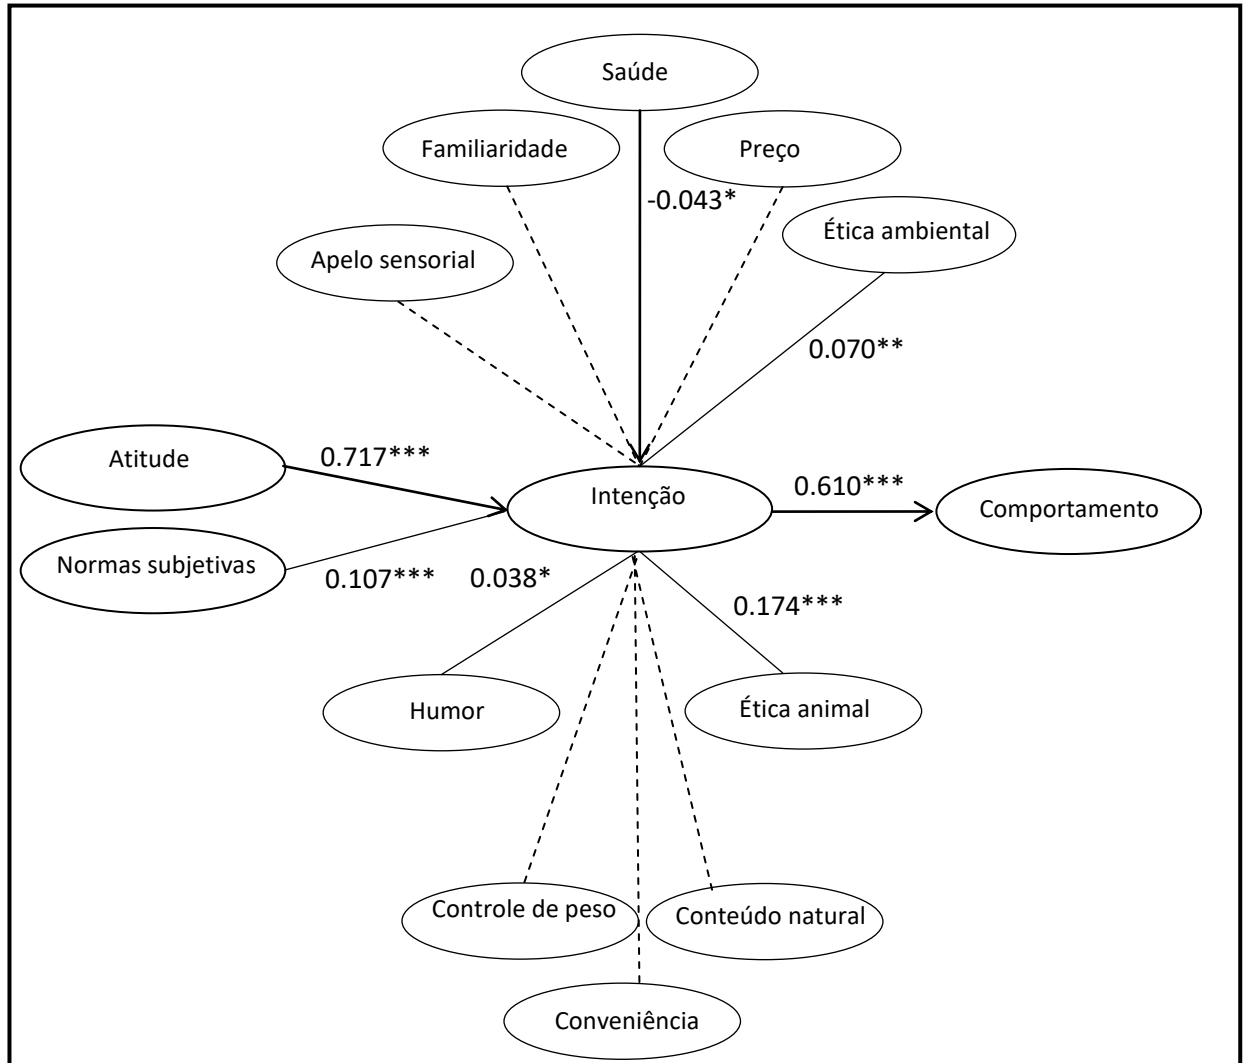 Saúde
Familiaridade
Preço
-0.043*
Ética ambiental
Apelo sensorial
0.070**
Atitude
0.717***
Intenção
0.610***
Comportamento
Normas subjetivas
0.107***
0.038*
0.174***
Humor
Ética animal
Controle de peso
Conteúdo natural
Conveniência